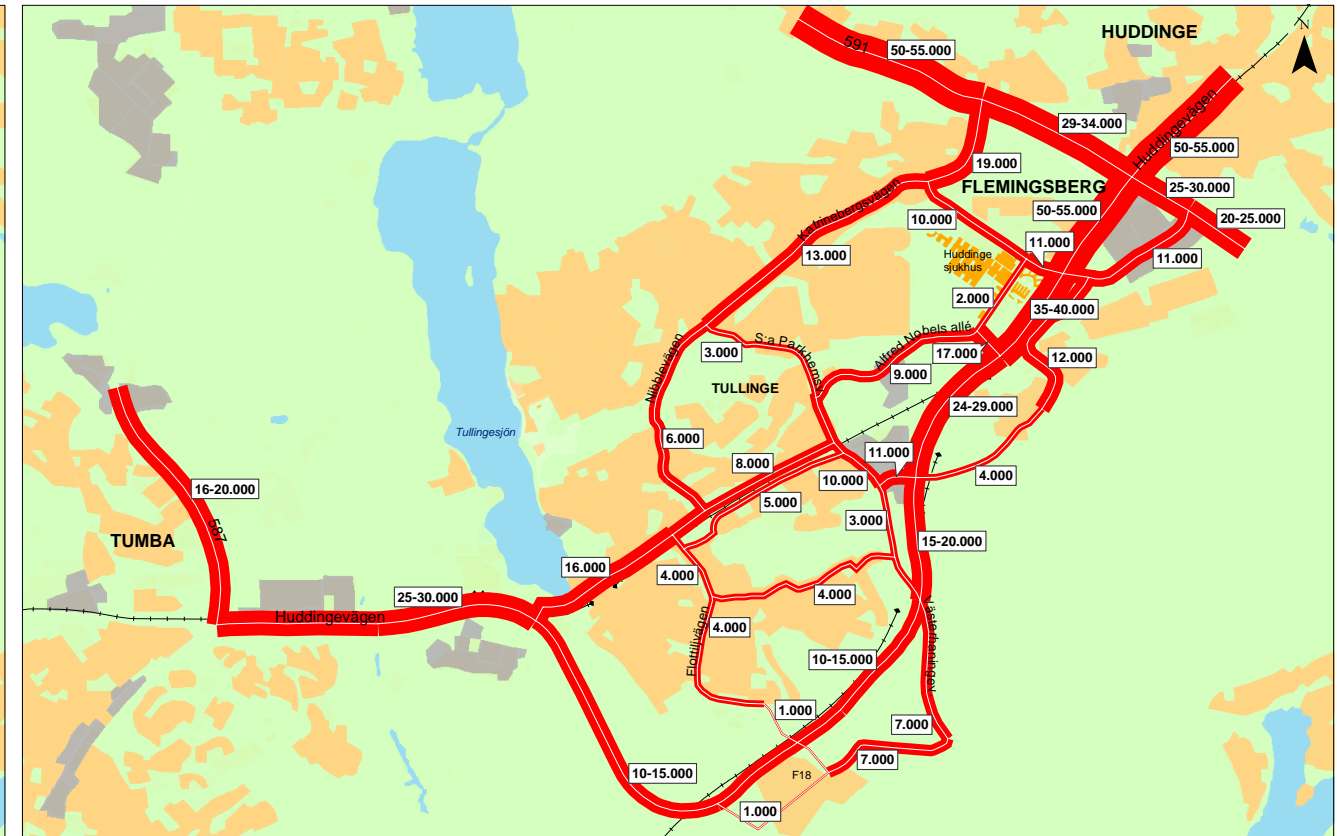 HUDDINGE
N
591
50-55.000
29-34.000
Huddingevägen
50-55.000
19.000
FLEMINGSBERG
25-30.000
Katrinebergsvägen
10.000
50-55.000
20-25.000
11.000
13.000
Huddinge
sjukhus
11.000
2.000
35-40.000
S:a Parkhemsv
Alfred Nobels allé
3.000
17.000
12.000
Nibblevägen
9.000
TULLINGE
24-29.000
Tullingesjön
6.000
11.000
8.000
10.000
4.000
16-20.000
5.000
3.000
587
TUMBA
15-20.000
16.000
4.000
25-30.000
4.000
Huddingevägen
4.000
Flottiljvägen
Västerhaningev
10-15.000
1.000
7.000
7.000
10-15.000
F18
1.000